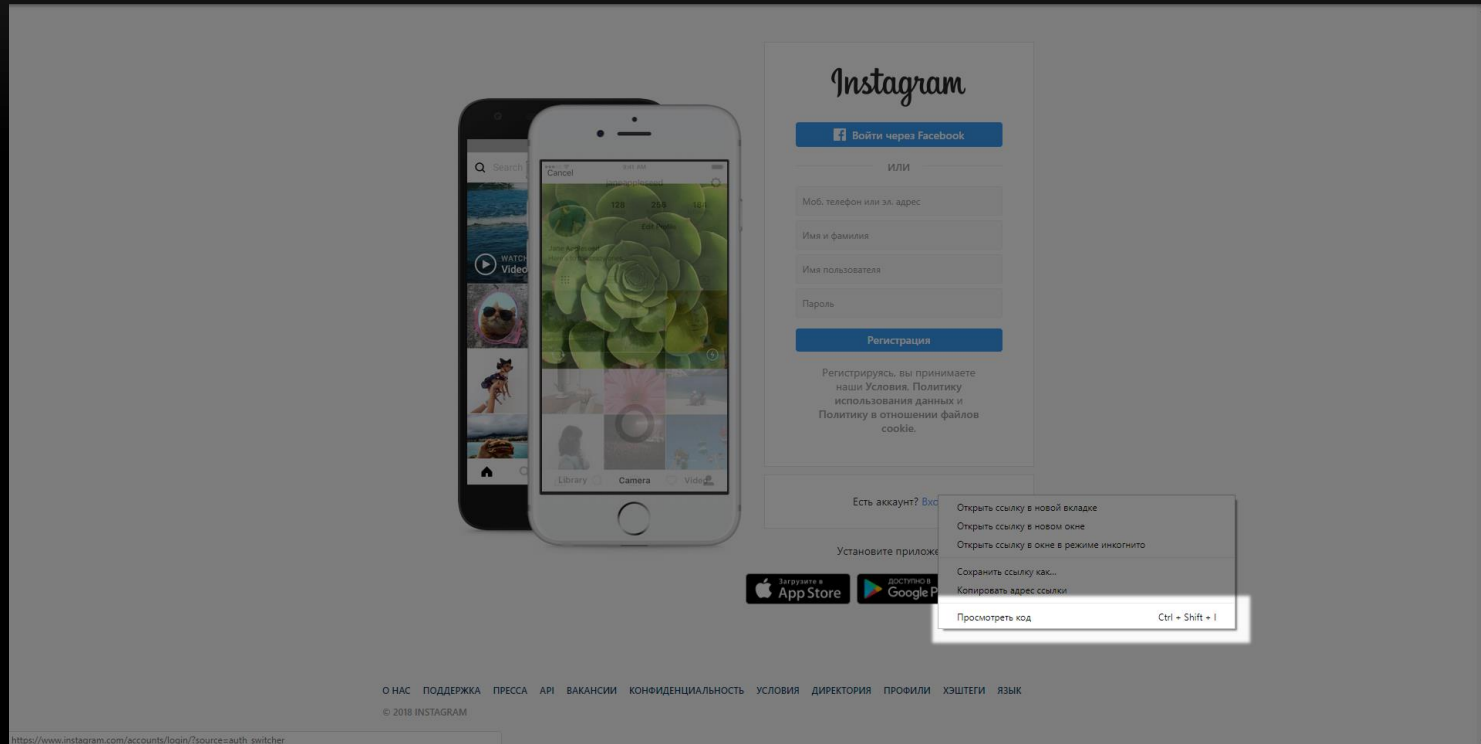 Instagram
Войти через Facebook
ИЛИ
Моб. телефон или эл. адрес
Имя и фамилия
Имя пользователя
Пароль
Регистрация
Регистрируясь, вы принимаете
наши Условия, Политику
использования данных и
Политику в отношении файлов
cookie.
Search
Cancel
128 258
Edit Profile
WATCH
Video
Library Camera Video
Есть аккаунт? Вхо
Установите приложе
Загрузите в
App Store
ДОСТУПНО В
Google P
Открыть ссылку в новой вкладке
Открыть ссылку в новом окне
Открыть ссылку в окне в режиме инкогнито
Сохранить ссылку как...
Копировать адрес ссылки
Просмотреть код Ctrl + Shift + I
О НАС ПОДДЕРЖКА ПРЕССА API ВАКАНСИИ КОНФИДЕНЦИАЛЬНОСТЬ УСЛОВИЯ ДИРЕКТОРИЯ ПРОФИЛИ ХЭШТЕГИ ЯЗЫК
© 2018 INSTAGRAM
https://www.instagram.com/accounts/login/?source=auth_switcher